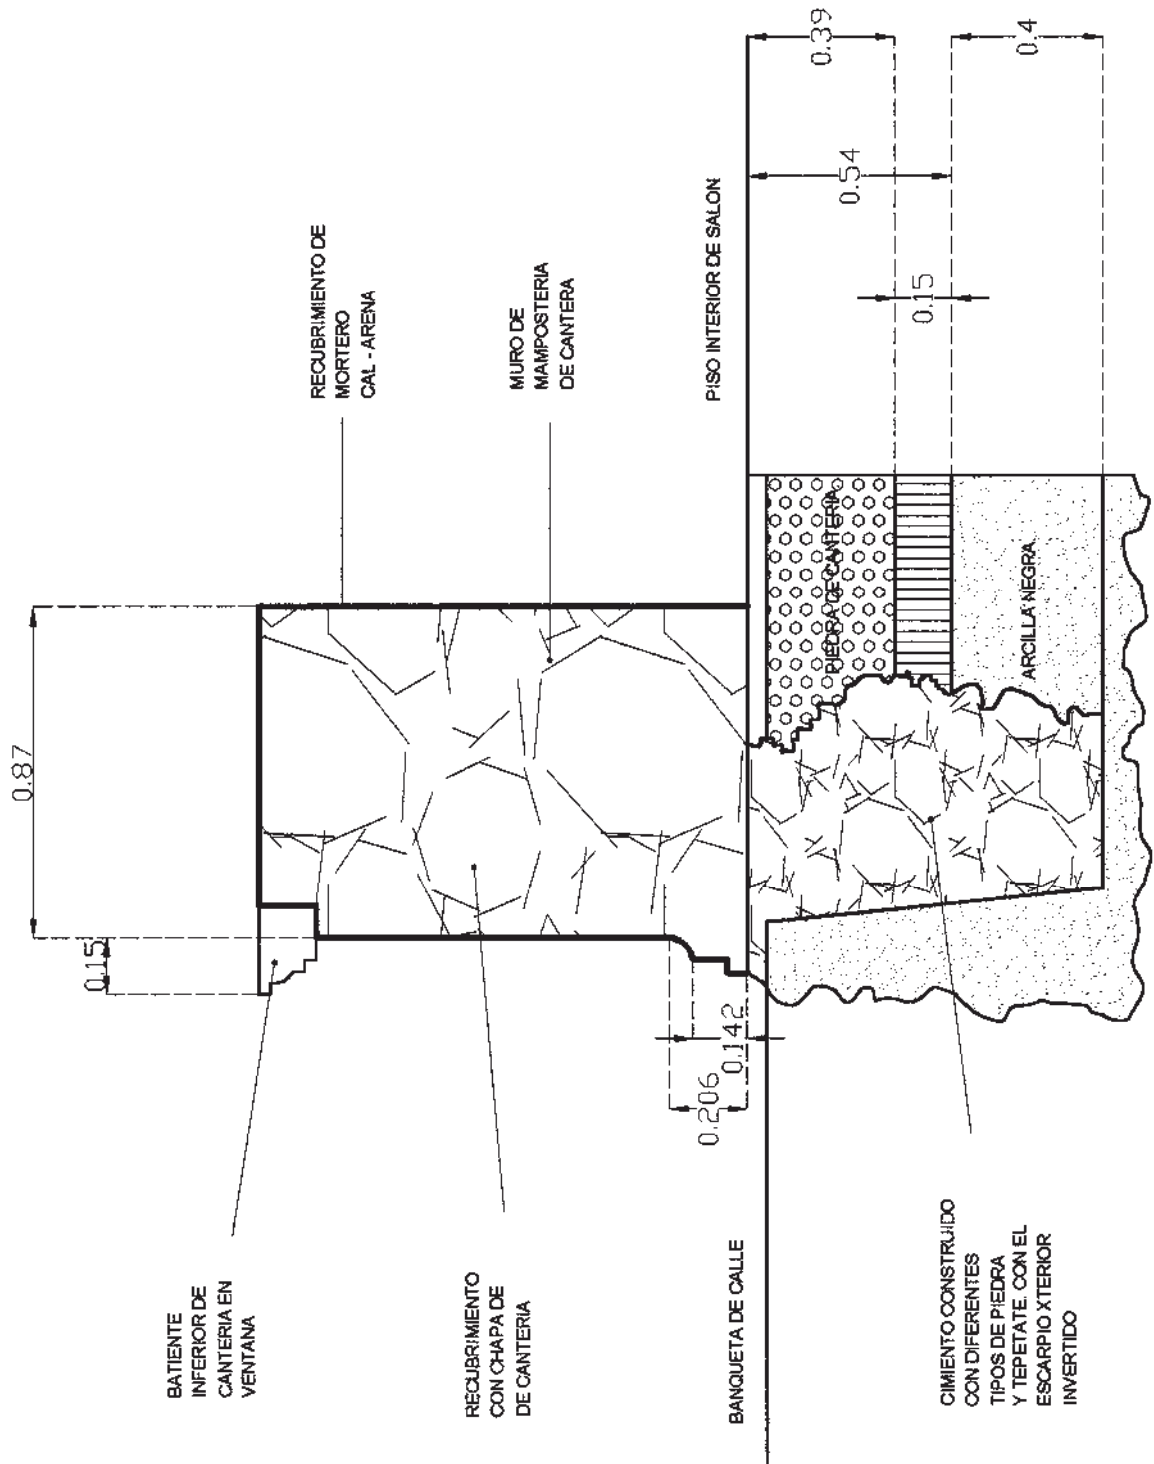 BATIENTE
INFERIOR DE
CANTERIA EN
VENTANA
0.15
0.87
RECUBRIMIENTO DE
MORTERO
CAL - ARENA
RECUBRIMIENTO
CON CHAPA DE
DE CANTERIA
MURO DE
MAMPOSTERIA
DE CANTERA
0.206
0.142
BANQUETA DE CALLE
PISO INTERIOR DE SALON
PIEDRA DE CANTERIA
0.39
0.54
0.15
ARCILLA NEGRA
0.4
CIMIENTO CONSTRUIDO
CON DIFERENTES
TIPOS DE PIEDRA
Y TEPETATE. CON EL
ESCARPIO XTERIOR
INVERTIDO